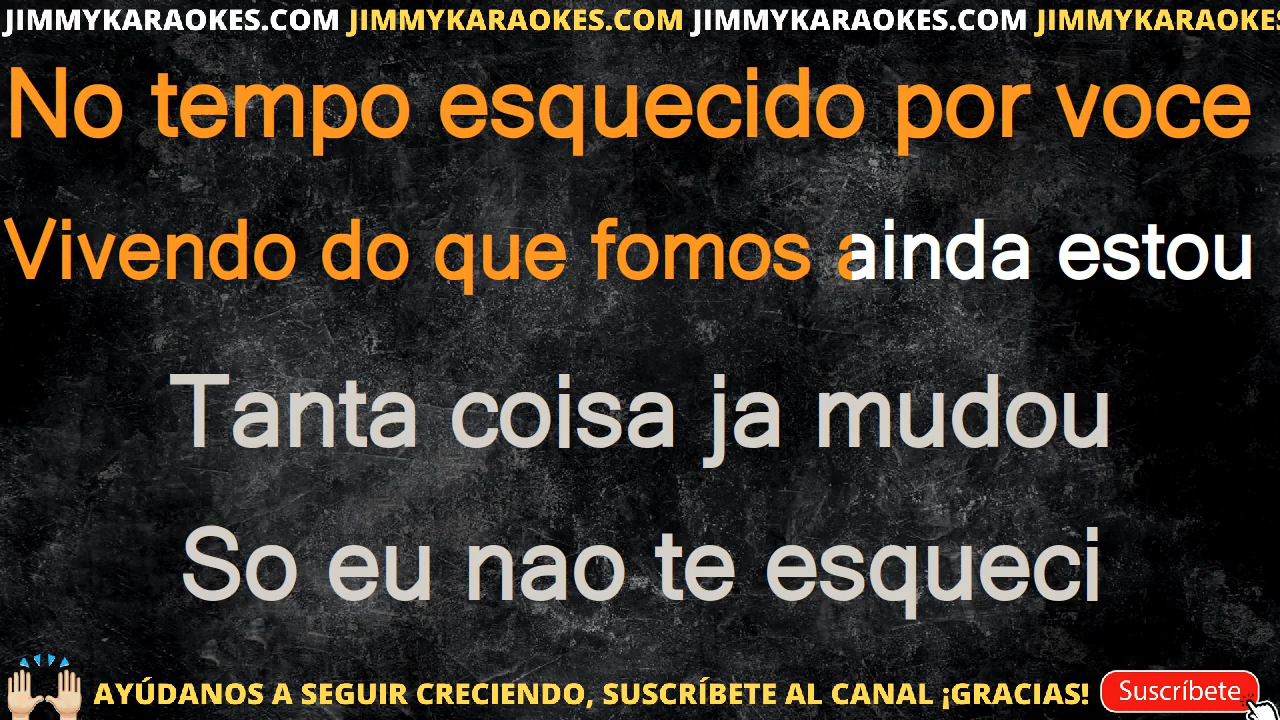 JIMMYKARAOKES.COM JIMMYKARAOKES.COM JIMMYKARAOKES.COM JIMMYKARAOKES
No tempo esquecido por voce
Vivendo do que fomos ainda estou
Tanta coisa ja mudou
So eu nao te esqueci
AYÚDANOS A SEGUIR CRECIENDO, SUSCRÍBETE AL CANAL ¡GRACIAS! Suscríbete